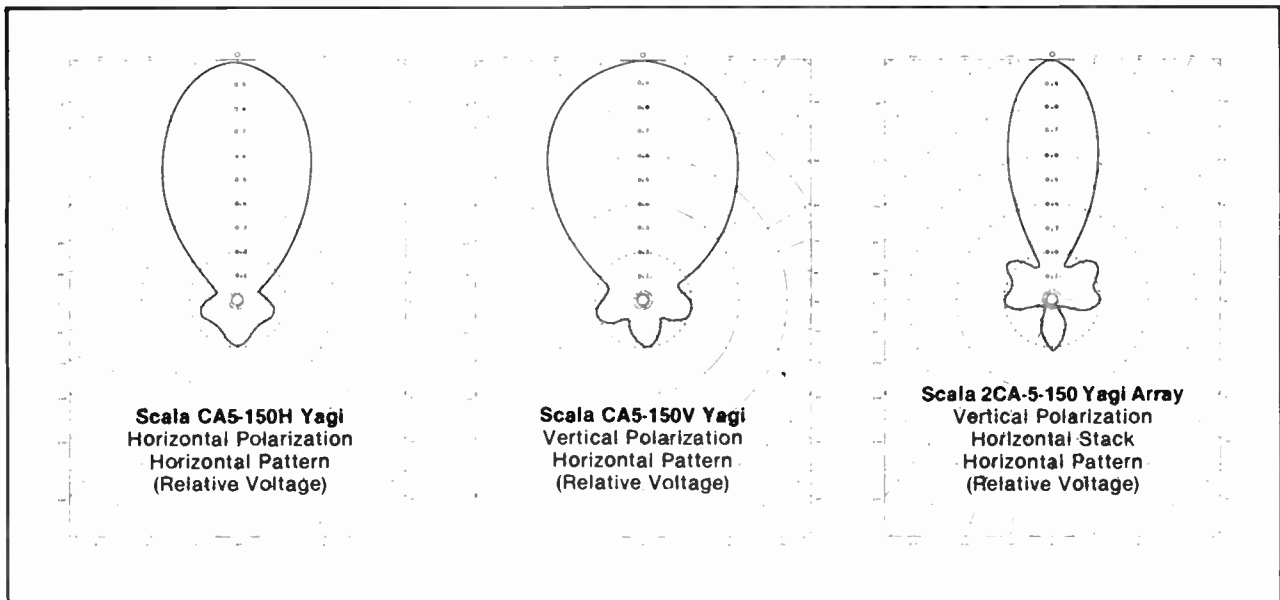 Scala CA5-150H Yagi
Horizontal Polarization
Horizontal Pattern
(Relative Voltage)
Scala CA5-150V Yagi
Vertical Polarization
Horizontal Pattern
(Relative Voltage)
Scala 2CA-5-150 Yagi Array
Vertical Polarization
Horizontal Stack
Horizontal Pattern
(Relative Voltage)